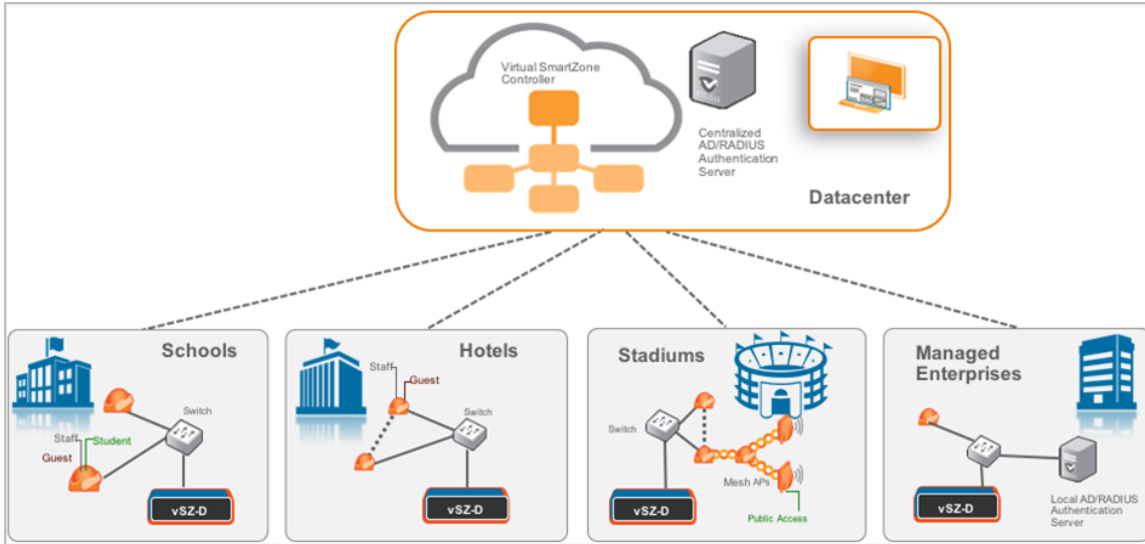 Virtual SmartZone
Controller
Centralized
AD/RADIUS
Authentication
Server
Datacenter
Schools
Switch
Staff
Student
Guest
vSZ-D
Hotels
Staff
Guest
Switch
vSZ-D
Stadiums
Switch
Mesh APs
vSZ-D
Public Access
Managed
Enterprises
vSZ-D
Local AD/RADIUS
Authentication
Server